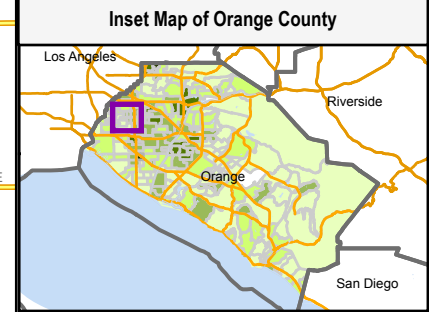 Inset Map of Orange County
Los Angeles
Riverside
Orange
San Diego
E